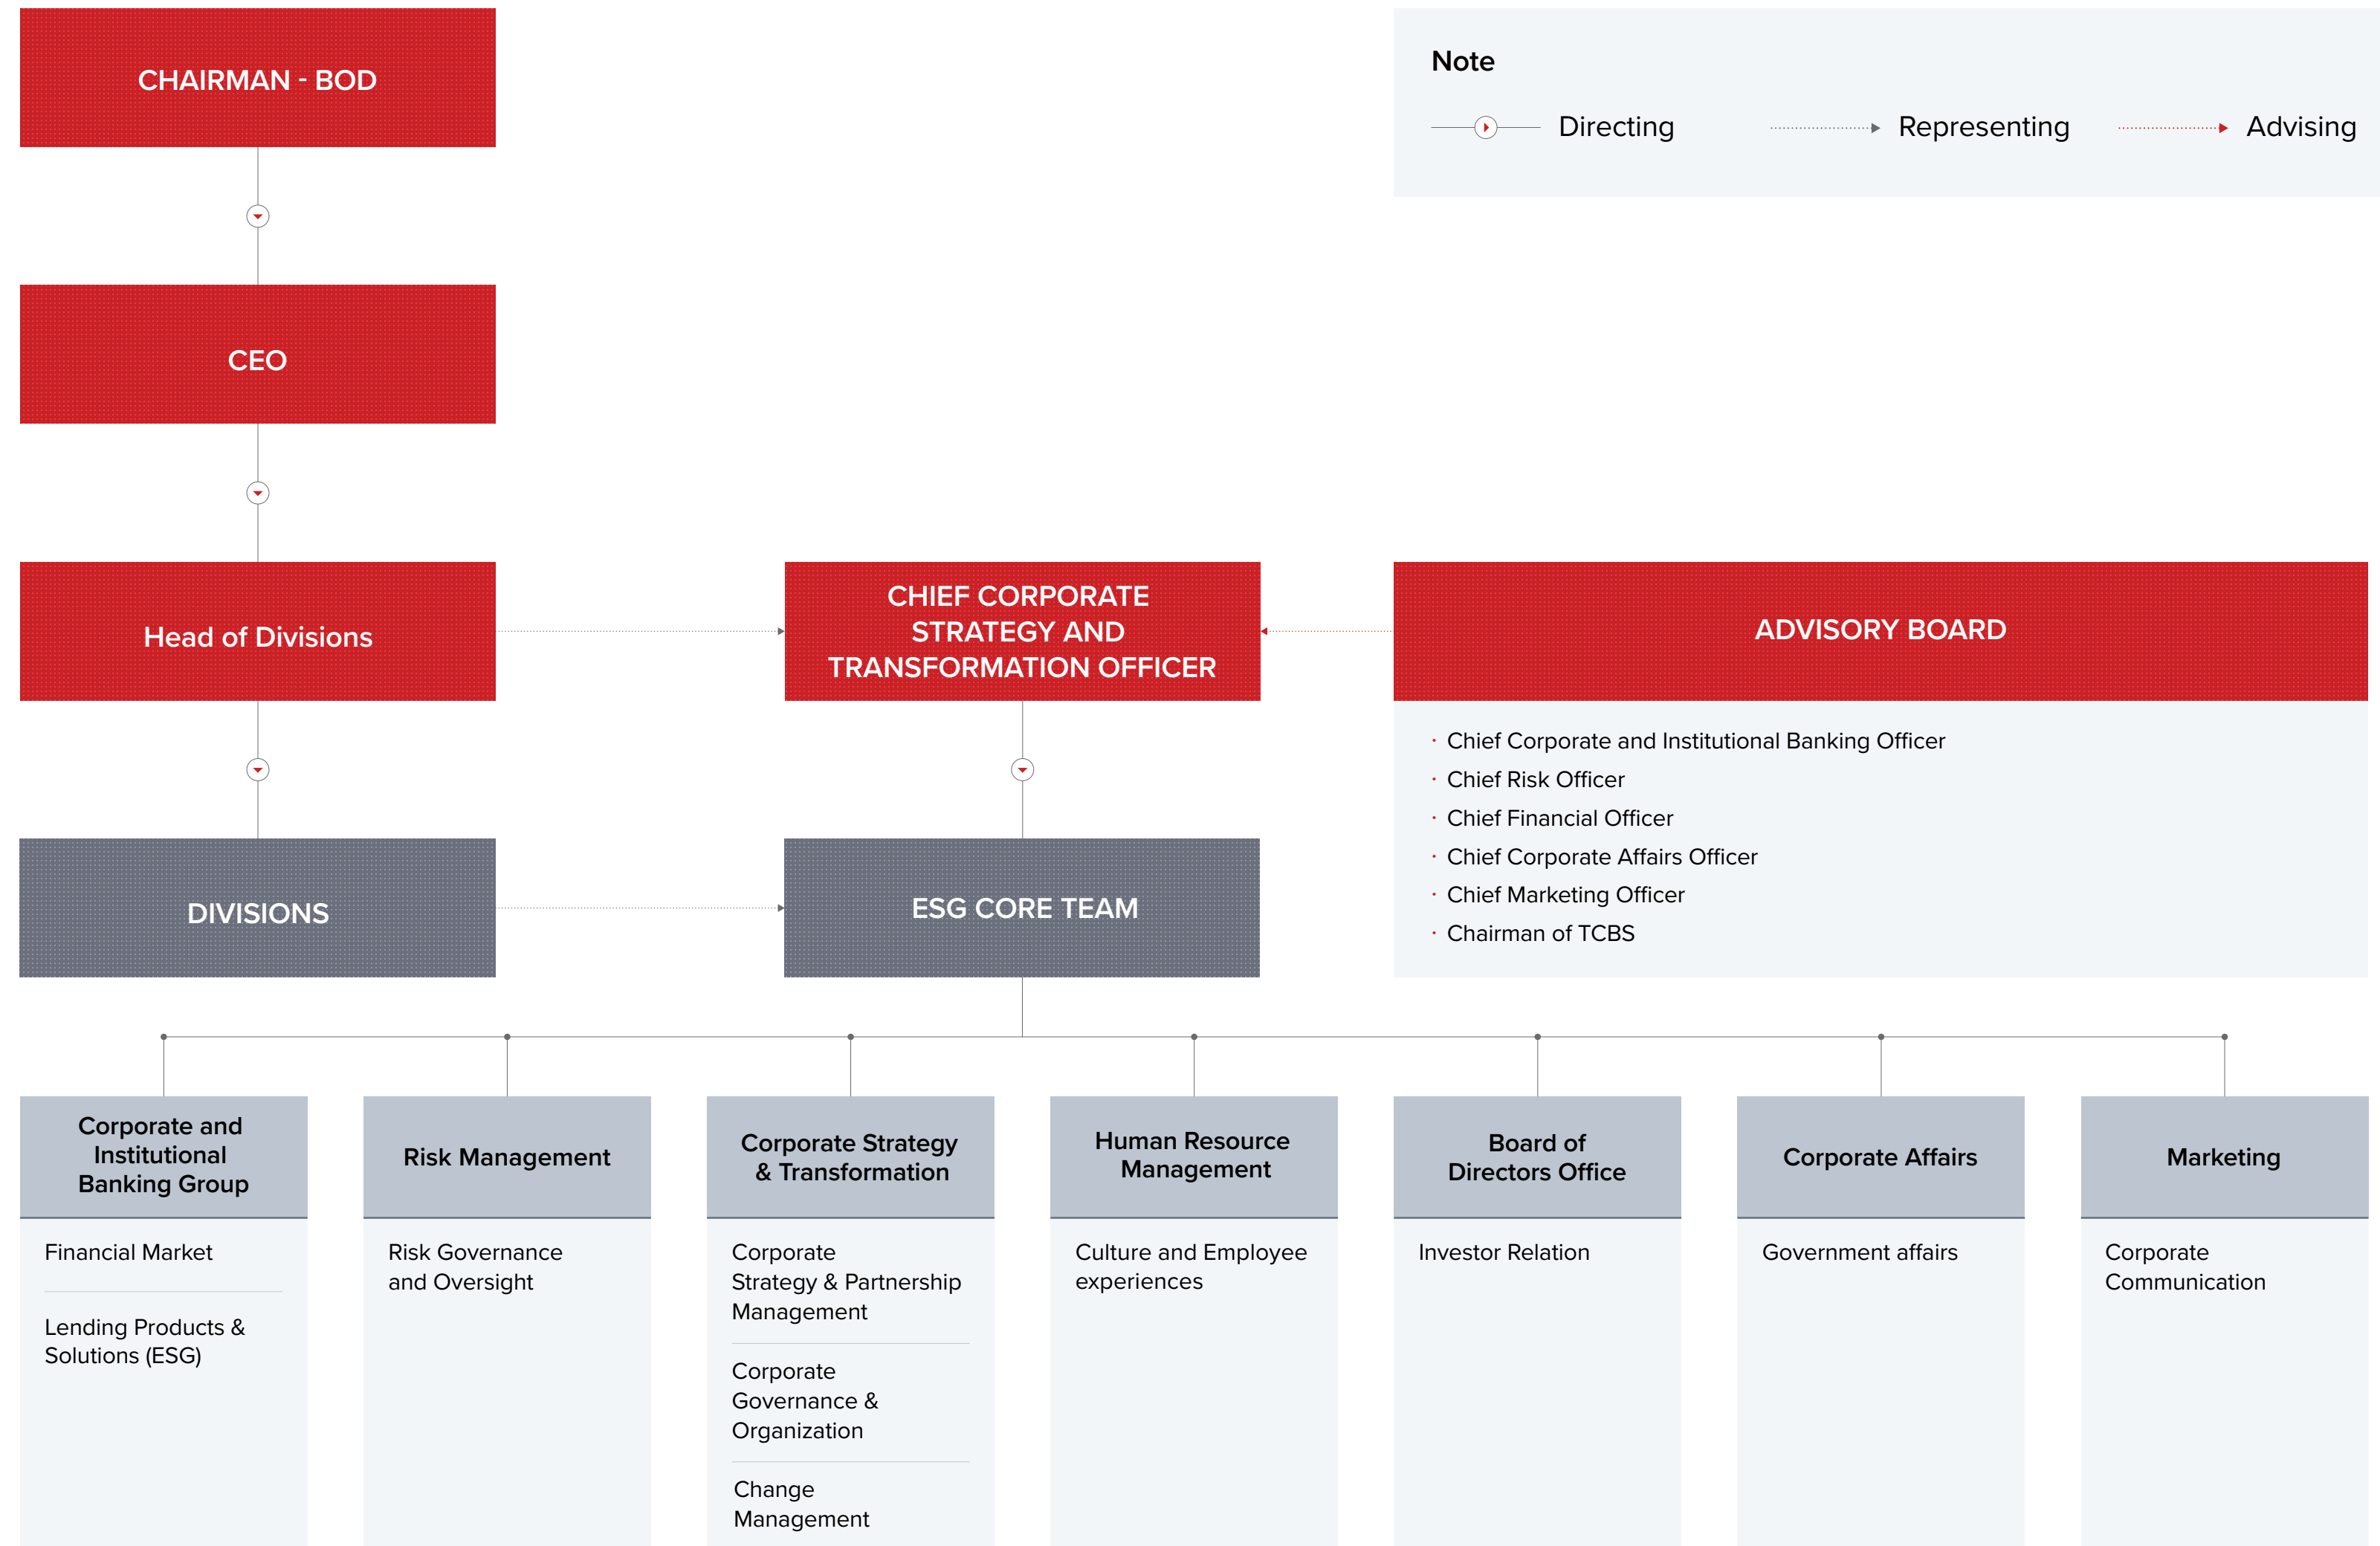 CHAIRMAN - BOD
Note
Directing
Representing
Advising
CEO
Head of Divisions
CHIEF CORPORATE
STRATEGY AND
TRANSFORMATION OFFICER
ADVISORY BOARD
· Chief Corporate and Institutional Banking Officer
· Chief Risk Officer
· Chief Financial Officer
· Chief Corporate Affairs Officer
· Chief Marketing Officer
· Chairman of TCBS
DIVISIONS
ESG CORE TEAM
Corporate and
Institutional
Banking Group
Financial Market
Lending Products &
Solutions (ESG)
Risk Management
Risk Governance
and Oversight
Corporate Strategy
& Transformation
Corporate
Strategy & Partnership
Management
Corporate
Governance &
Organization
Change
Management
Human Resource
Management
Culture and Employee
experiences
Board of
Directors Office
Investor Relation
Corporate Affairs
Government affairs
Marketing
Corporate
Communication